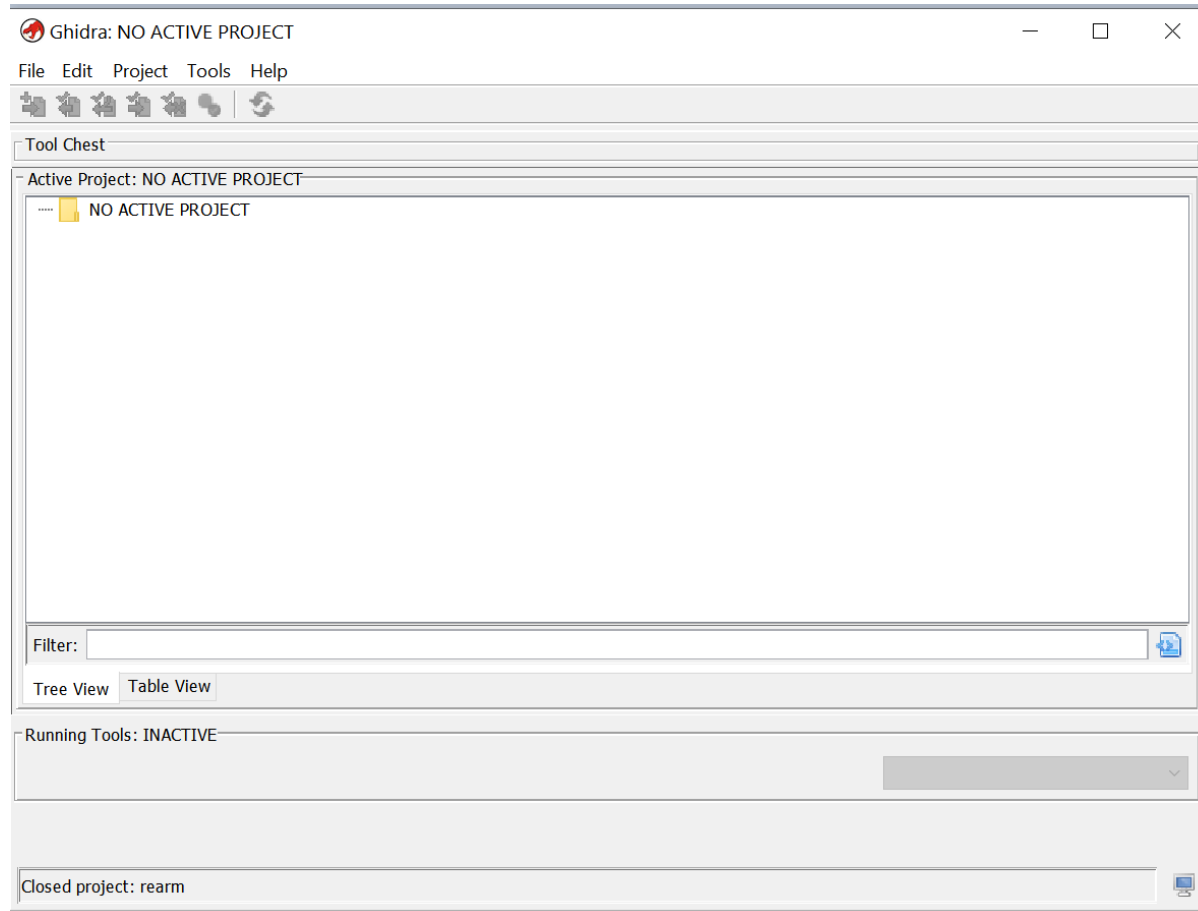 Ghidra: NO ACTIVE PROJECT
File Edit Project Tools Help
Tool Chest
Active Project: NO ACTIVE PROJECT
NO ACTIVE PROJECT
Filter:
Tree View Table View
Running Tools: INACTIVE
Closed project: rearm